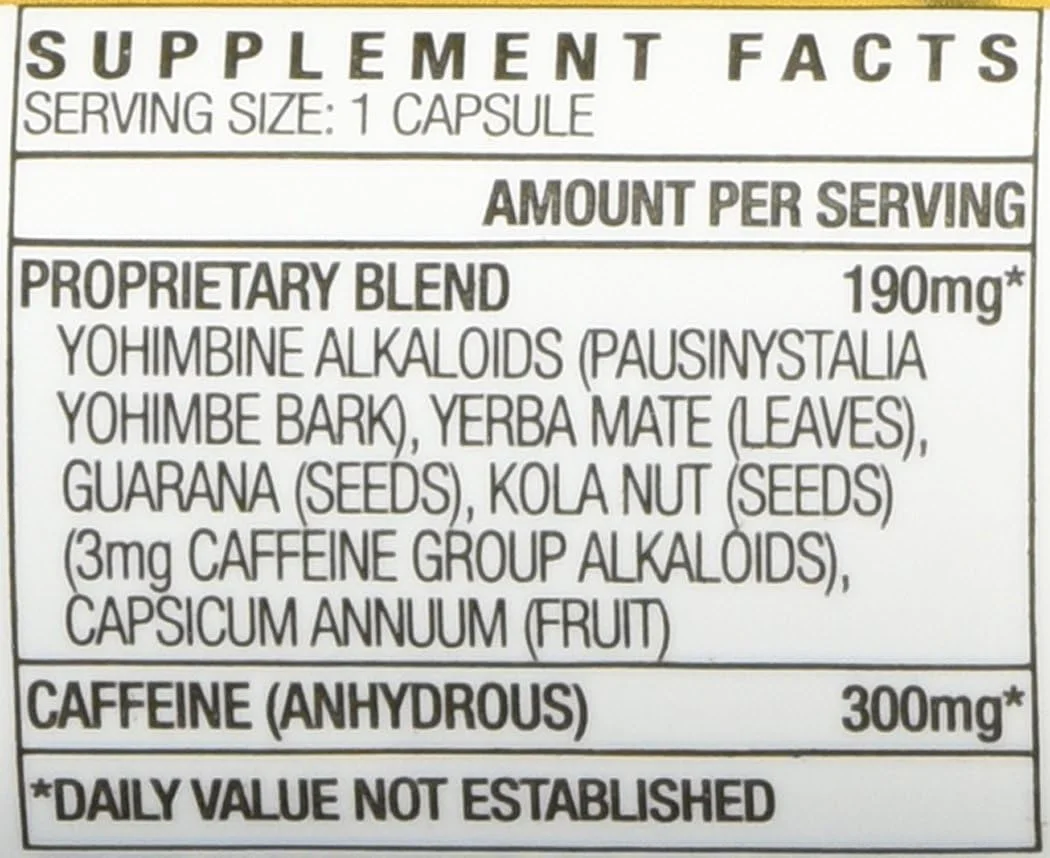 SUPPLEMENT FACTS
SERVING SIZE: 1 CAPSULE
AMOUNT PER SERVING
PROPRIETARY BLEND 190mg*
YOHIMBINE ALKALOIDS (PAUSINYSTALIA
YOHIMBE BARK), YERBA MATE (LEAVES),
GUARANA (SEEDS), KOLA NUT (SEEDS)
(3mg CAFFEINE GROUP ALKALOIDS),
CAPSICUM ANNUUM (FRUIT)
CAFFEINE (ANHYDROUS) 300mg*
*DAILY VALUE NOT ESTABLISHED